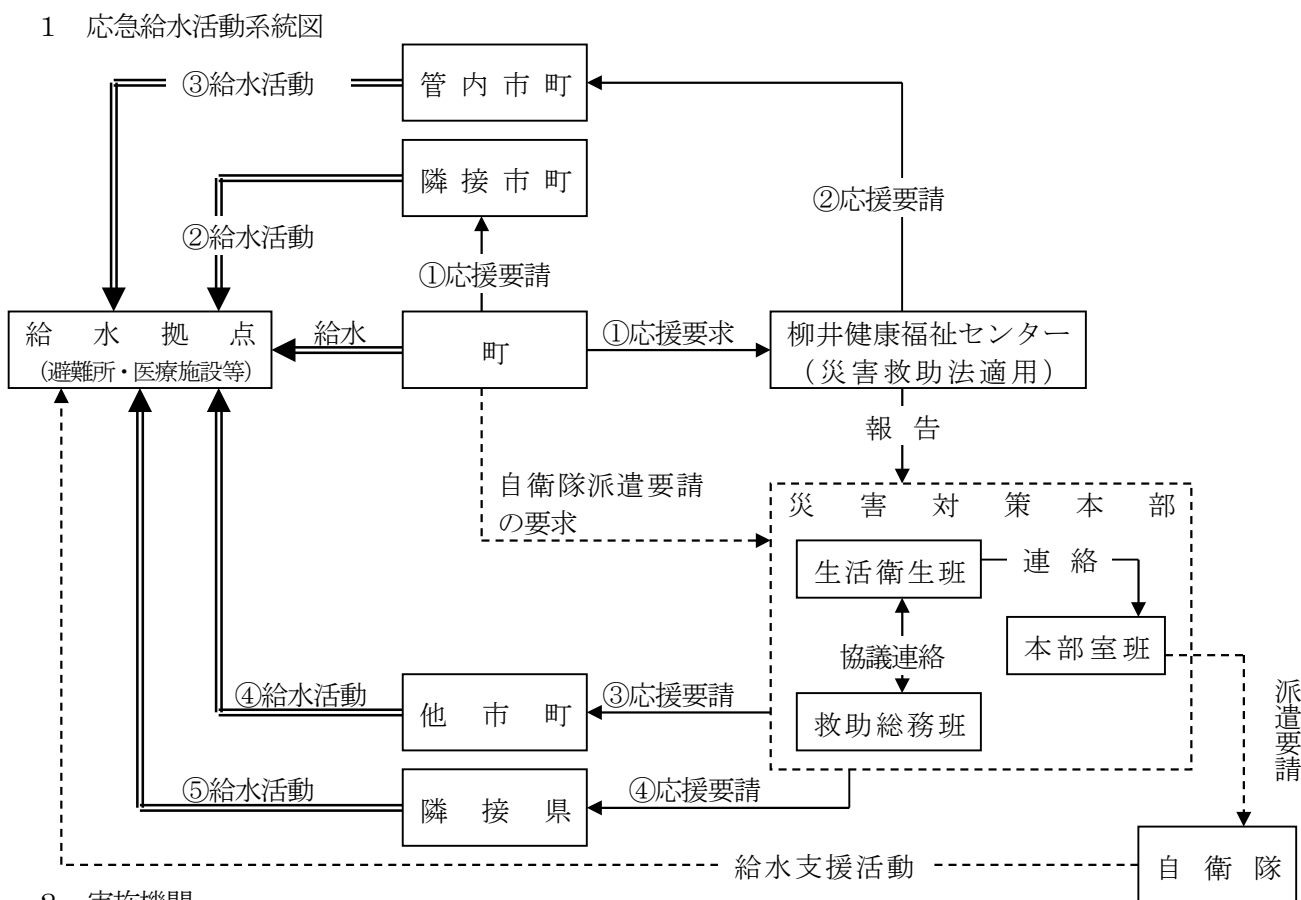 1 応急給水活動系統図
③給水活動
管内市町
隣接市町
②応援要請
②給水活動
①応援要請
給水拠点
(避難所・医療施設等)
給水
町
①応援要求
柳井健康福祉センター
(災害救助法適用)
報告
自衛隊派遣要請
の要求
災害対策本部
生活衛生班
連絡
本部室班
協議連絡
救助総務班
④給水活動
他市町
③応援要請
派遣要請
⑤給水活動
隣接県
④応援要請
給水支援活動
自衛隊
2 実施機関